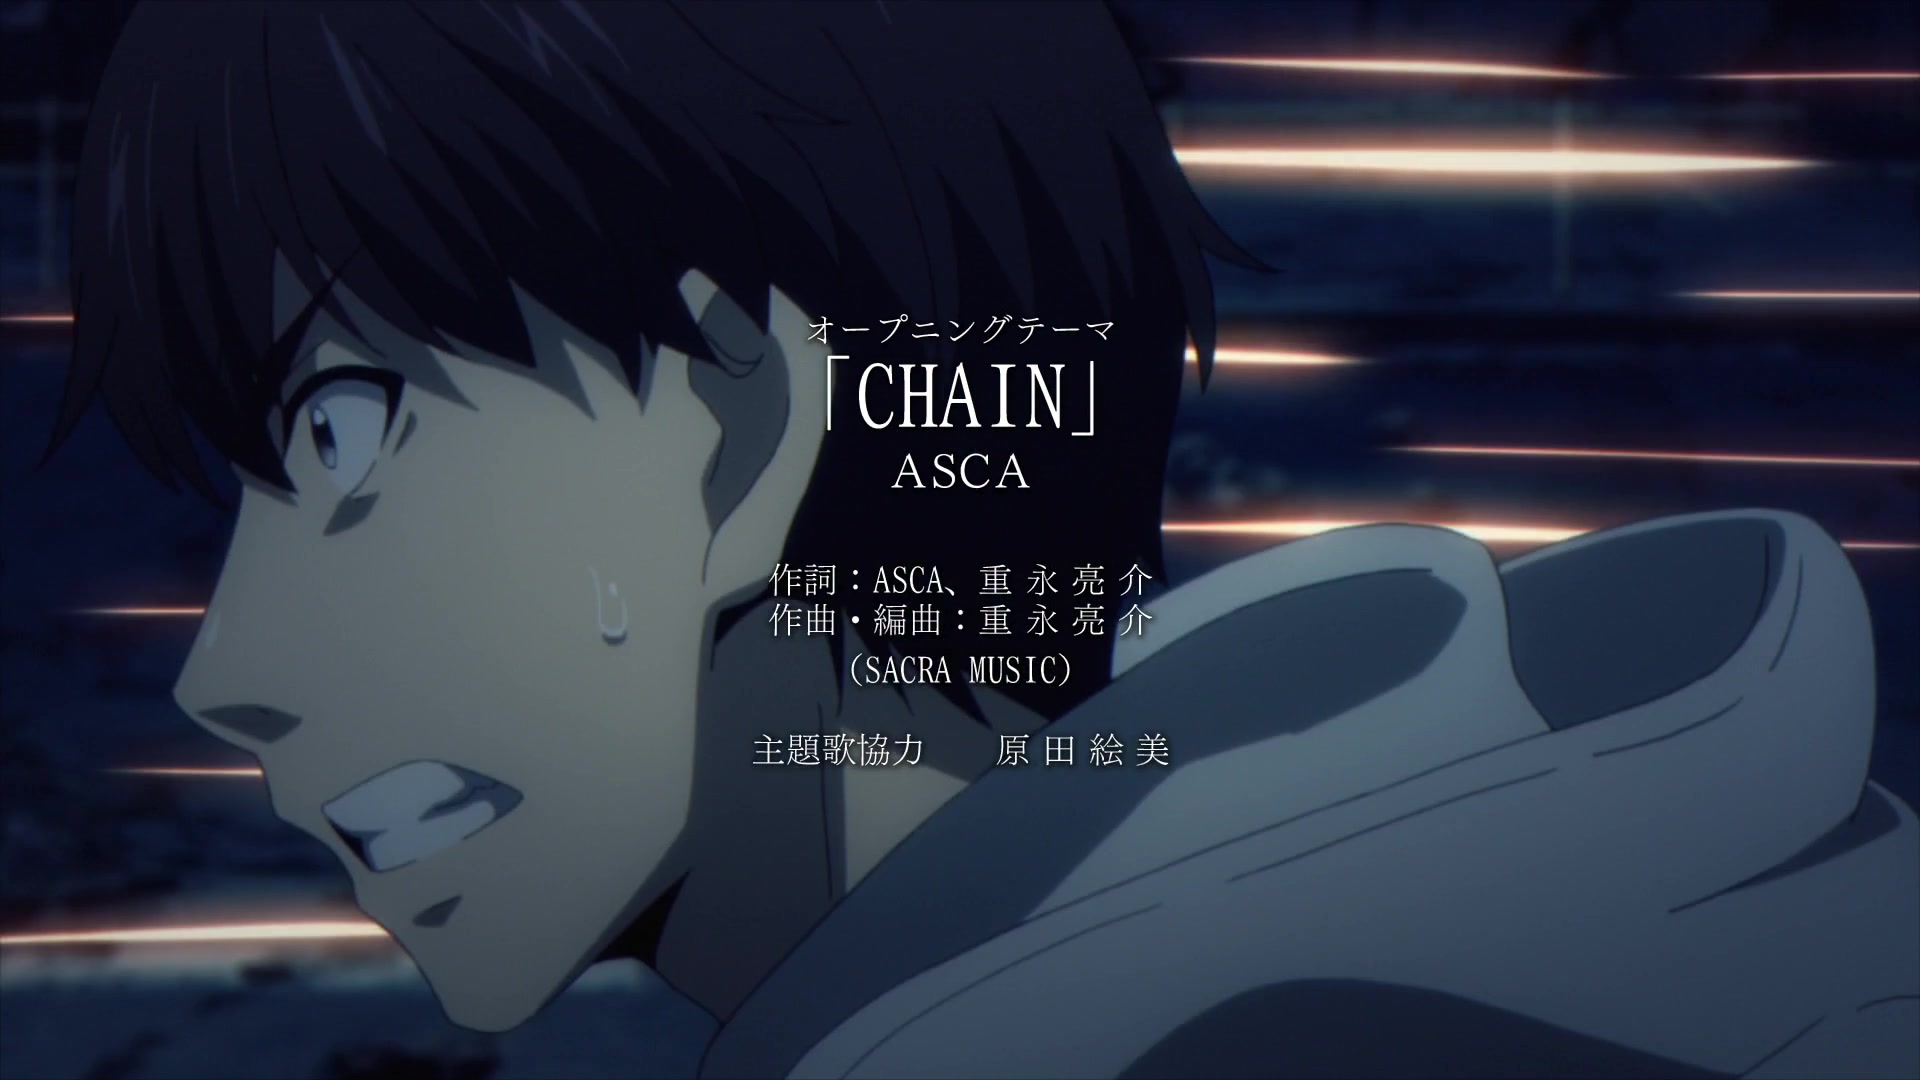 オープニングテーマ
「CHAIN」
ASCA
作詞：ASCA、重永亮介
作曲・編曲：重永亮介
(SACRA MUSIC)
主題歌協力　　原田絵美